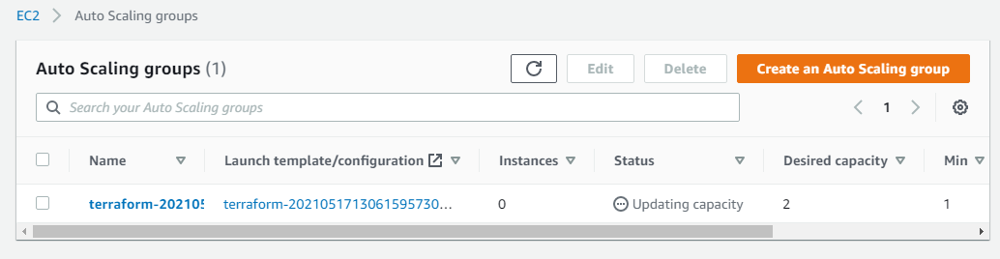 EC2 > Auto Scaling groups
Auto Scaling groups (1) Edit Delete Create an Auto Scaling group
Search your Auto Scaling groups 1
Name Launch template/configuration Instances Status Desired capacity Min
terraform-202105 terraform-2021051713061595730... 0 Updating capacity 2 1